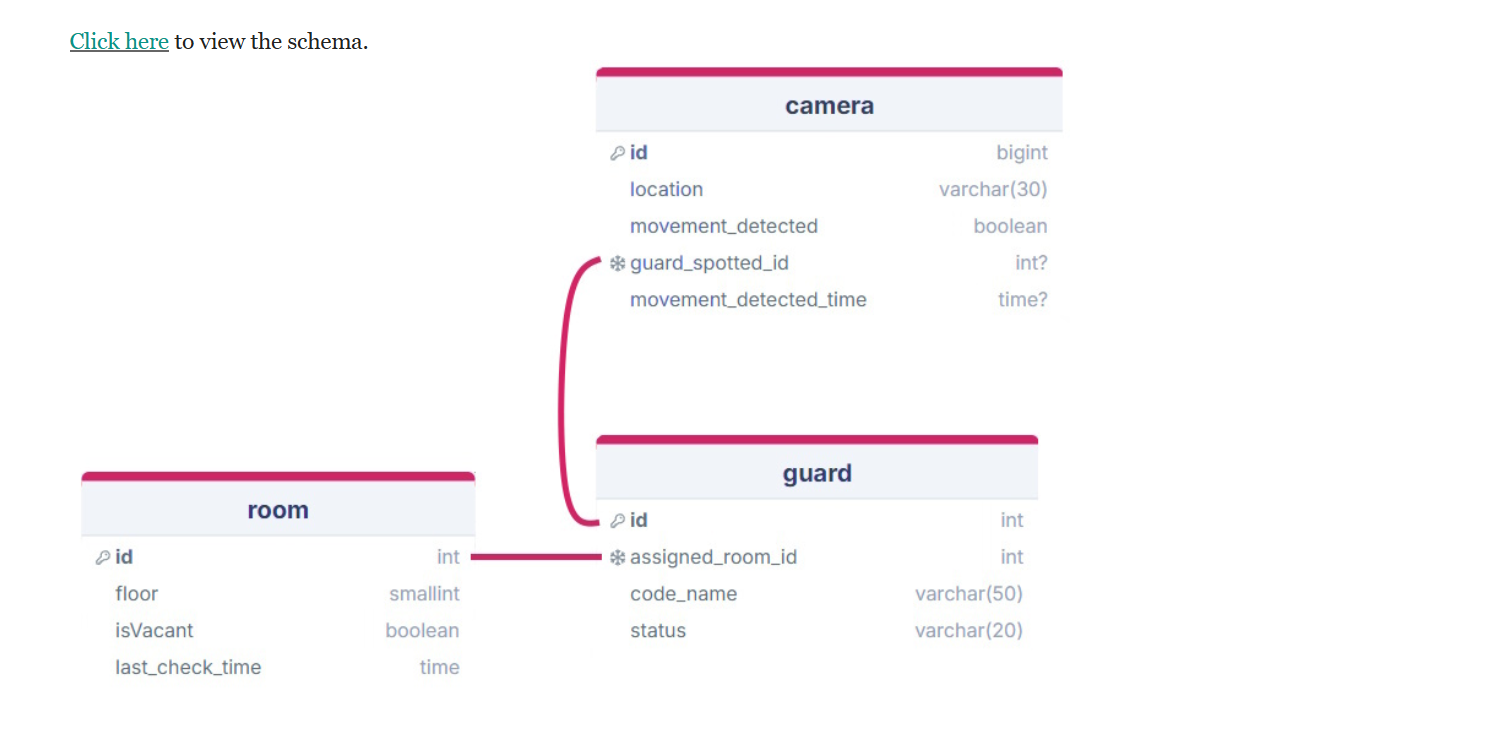 Click here to view the schema.
camera
id bigint
location varchar(30)
movement_detected boolean
guard_spotted_id int?
movement_detected_time time?
guard
id int
assigned_room_id int
code_name varchar(50)
status varchar(20)
room
id int
floor smallint
isVacant boolean
last_check_time time